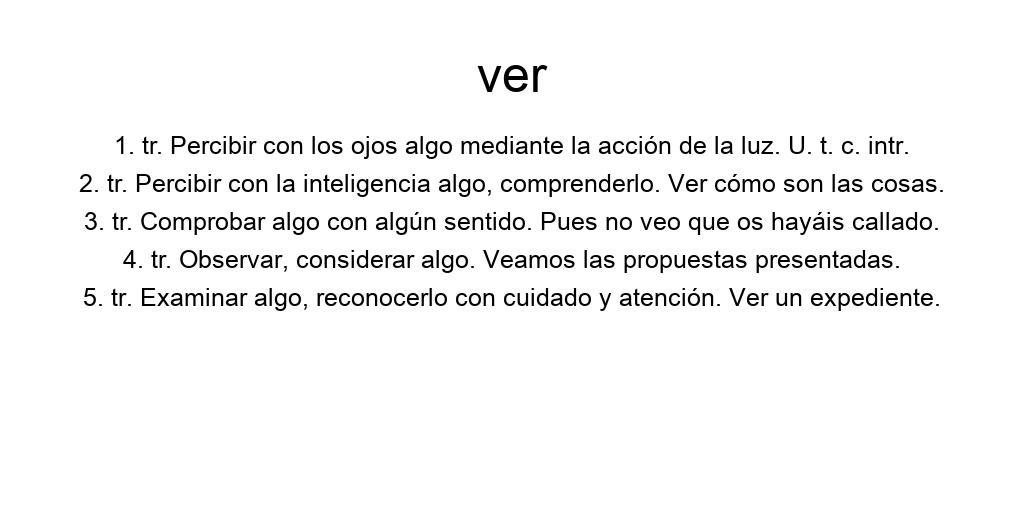 ver
1. tr. Percibir con los ojos algo mediante la acción de la luz. U. t. c. intr.
2. tr. Percibir con la inteligencia algo, comprenderlo. Ver cómo son las cosas.
3. tr. Comprobar algo con algún sentido. Pues no veo que os hayáis callado.
4. tr. Observar, considerar algo. Veamos las propuestas presentadas.
5. tr. Examinar algo, reconocerlo con cuidado y atención. Ver un expediente.